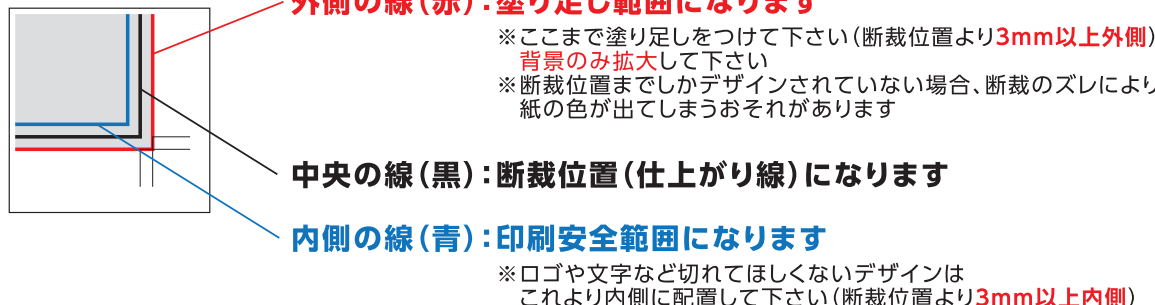 外側の線（赤）：塗り足し範囲になります
※ここまで塗り足しをつけて下さい（断裁位置より3mm以上外側）
背景のみ拡大して下さい
※断裁位置までしかデザインされていない場合、断裁のズレにより
紙の色が出てしまうおそれがあります
中央の線（黒）：断裁位置（仕上がり線）になります
内側の線（青）：印刷安全範囲になります
※ロゴや文字など切れてほしくないデザインは
これより内側に配置して下さい（断裁位置より3mm以上内側）